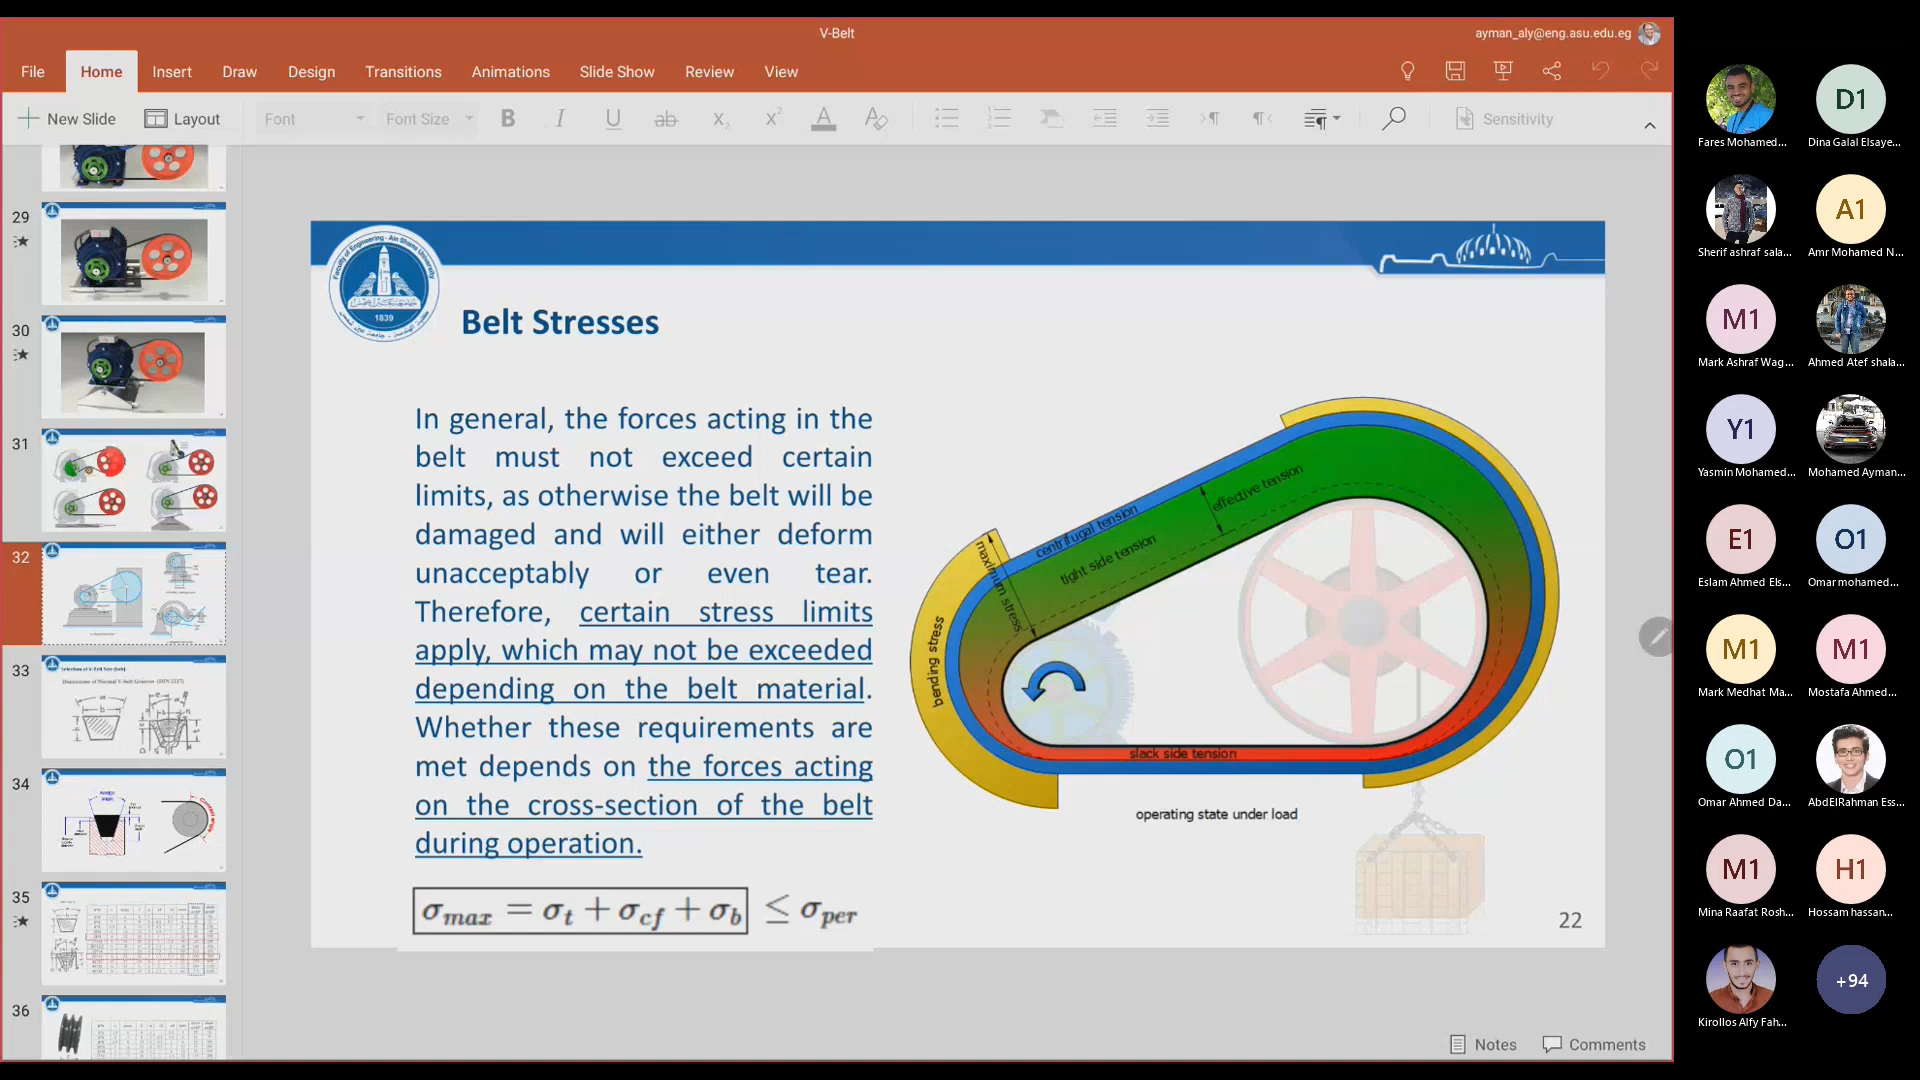 V-Belt
ayman_aly@eng.asu.edu.eg
File
Home
Insert
Draw
Design
Transitions
Animations
Slide Show
Review
View
New Slide
Layout
Font
Font Size
Sensitivity
29
30
31
32
33
34
35
36
Faculty of Engineering - Ain Shams University
1839
Belt Stresses
In general, the forces acting in the
belt must not exceed certain
limits, as otherwise the belt will be
damaged and will either deform
unacceptably or even tear.
Therefore, certain stress limits
apply, which may not be exceeded
depending on the belt material.
Whether these requirements are
met depends on the forces acting
on the cross-section of the belt
during operation.
σmax = σt + σcf + σb ≤ σper
centrifugal tension
effective tension
tight side tension
maximum stress
bending stress
slack side tension
operating state under load
22
Notes
Comments
Fares Mohamed...
D1
Dina Galal Elsaye...
Sherif ashraf sala...
A1
Amr Mohamed N...
M1
Mark Ashraf Wag...
Ahmed Atef shala...
Y1
Yasmin Mohamed...
Mohamed Ayman...
E1
Eslam Ahmed Els...
O1
Omar mohamed...
M1
Mark Medhat Ma...
M1
Mostafa Ahmed...
O1
Omar Ahmed Da...
AbdElRahman Ess...
M1
Mina Raafat Rosh...
H1
Hossam hassan...
Kirollos Alfy Fah...
+94